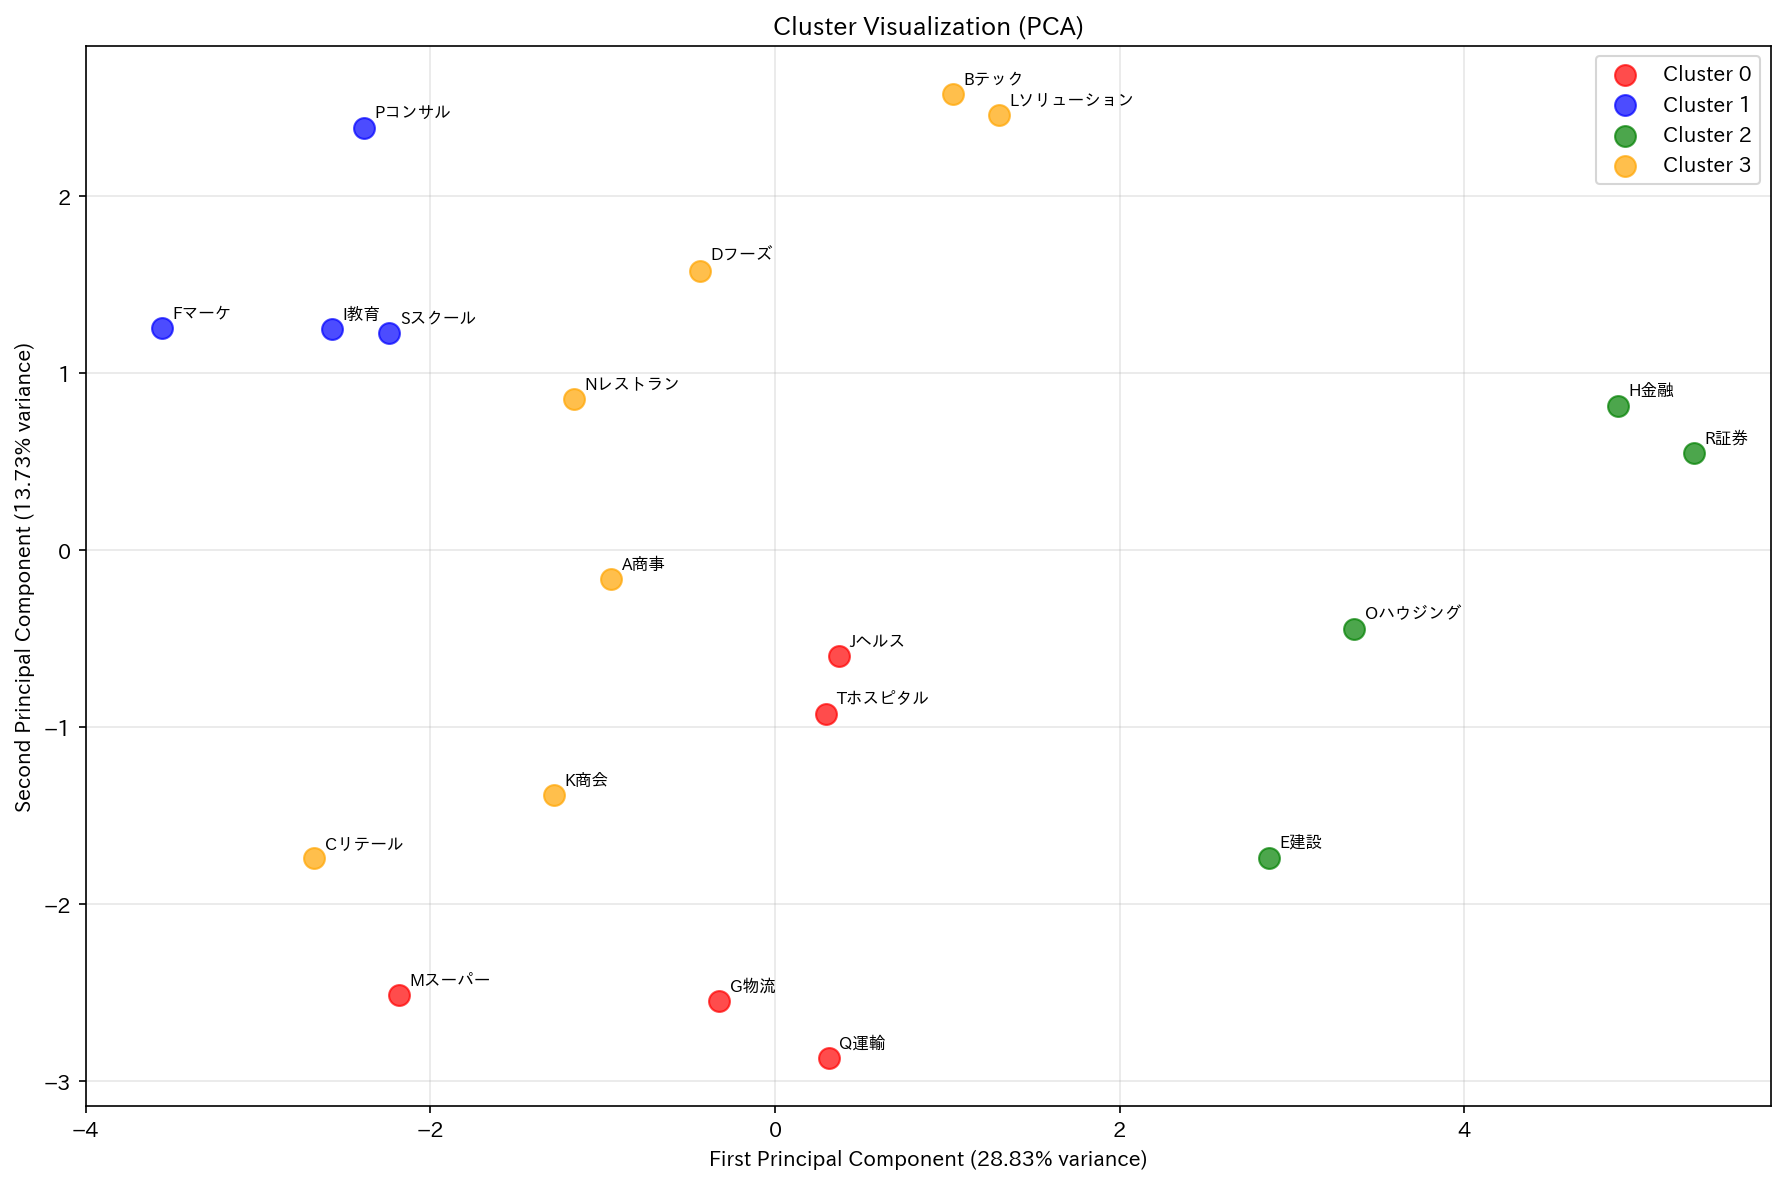 Cluster Visualization (PCA)
Cluster 0
Cluster 1
Cluster 2
Cluster 3
Bテック
Lソリューション
Pコンサル
Dフーズ
Fマーケ
I教育
Sスクール
Nレストラン
H金融
R証券
A商事
Oハウジング
Jヘルス
Tホスピタル
K商会
Cリテール
E建設
Mスーパー
G物流
Q運輸
2
1
0
−1
−2
−3
Second Principal Component (13.73% variance)
−4
−2
0
2
4
First Principal Component (28.83% variance)